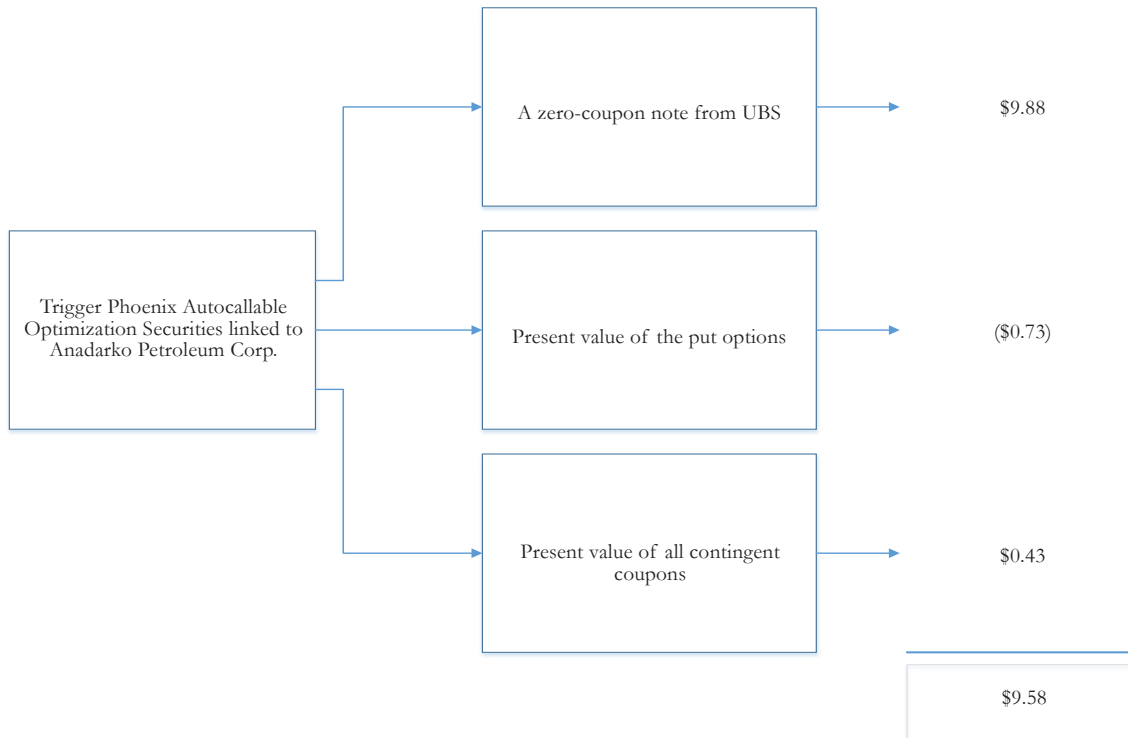 A zero-coupon note from UBS
$9.88
Trigger Phoenix Autocallable
Optimization Securities linked to
Anadarko Petroleum Corp.
Present value of the put options
($0.73)
Present value of all contingent
coupons
$0.43
$9.58